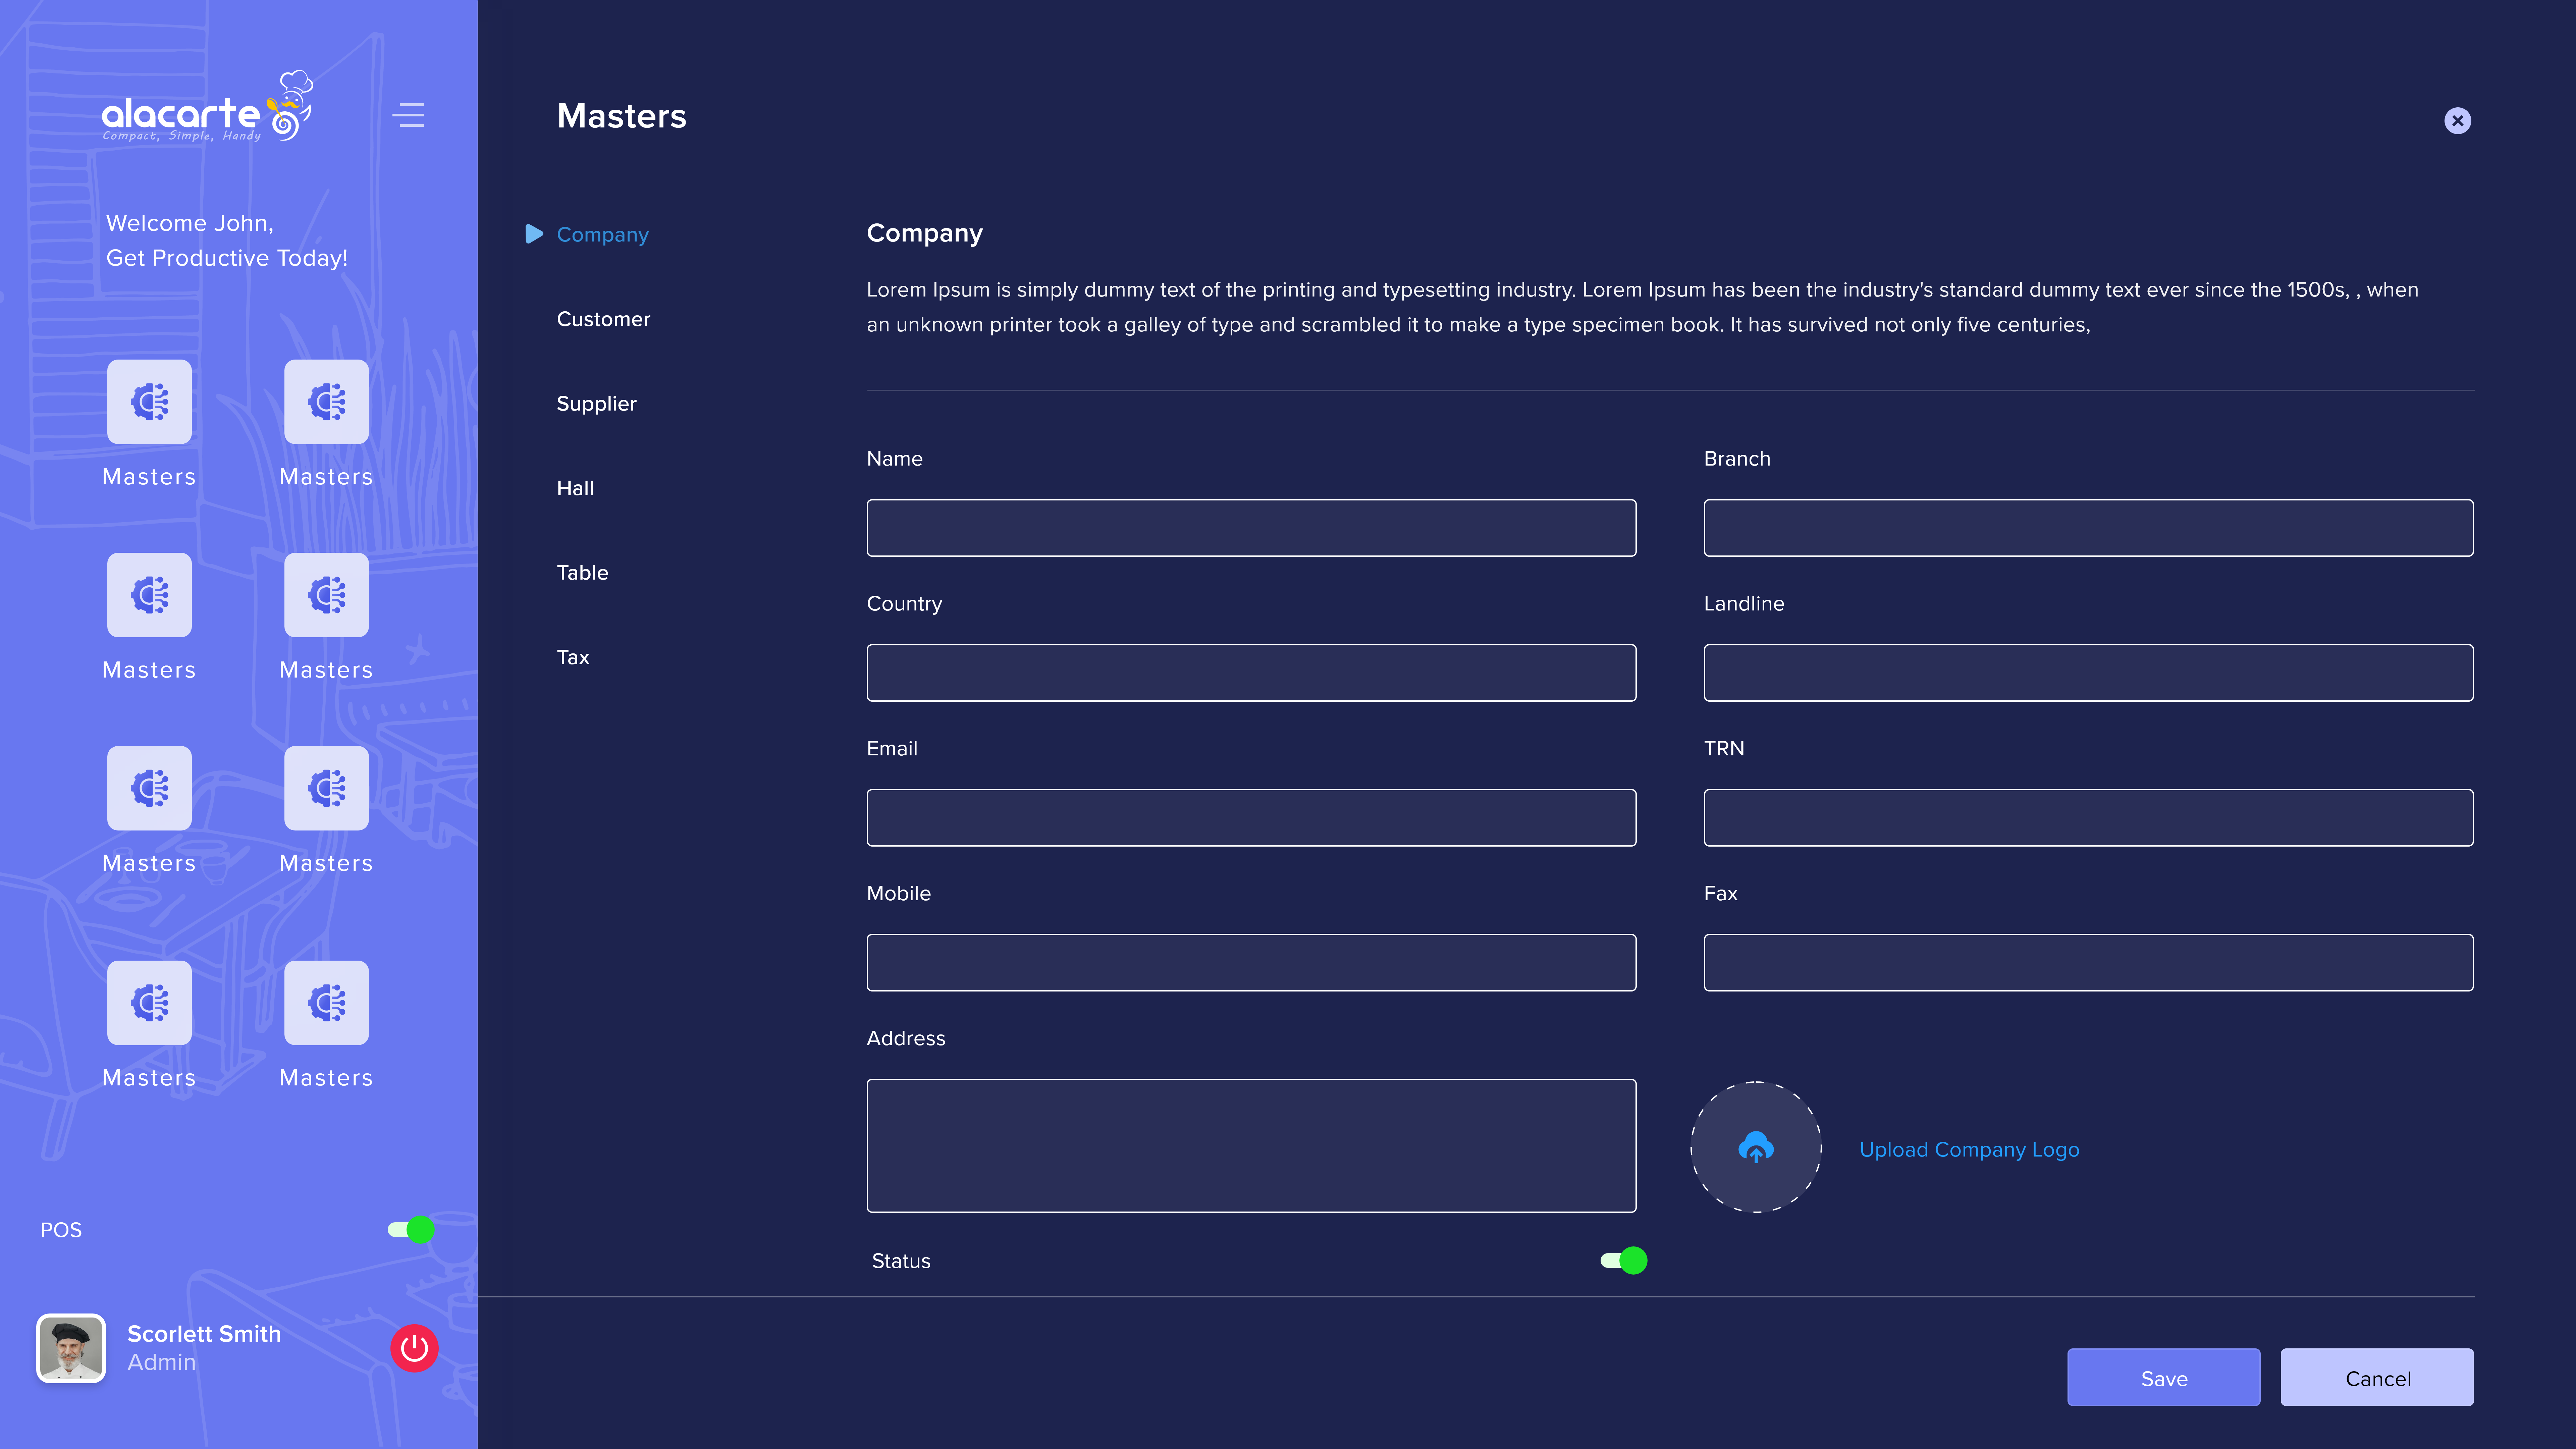 alacarte
Compact, Simple, Handy
Welcome John,
Get Productive Today!
Masters
Masters
Masters
Masters
Masters
Masters
Masters
Masters
POS
Scorlett Smith
Admin
Masters
Company
Customer
Supplier
Hall
Table
Tax
Company
Lorem Ipsum is simply dummy text of the printing and typesetting industry. Lorem Ipsum has been the industry's standard dummy text ever since the 1500s, , when
an unknown printer took a galley of type and scrambled it to make a type specimen book. It has survived not only five centuries,
Name
Branch
Country
Landline
Email
TRN
Mobile
Fax
Address
Upload Company Logo
Status
Save
Cancel